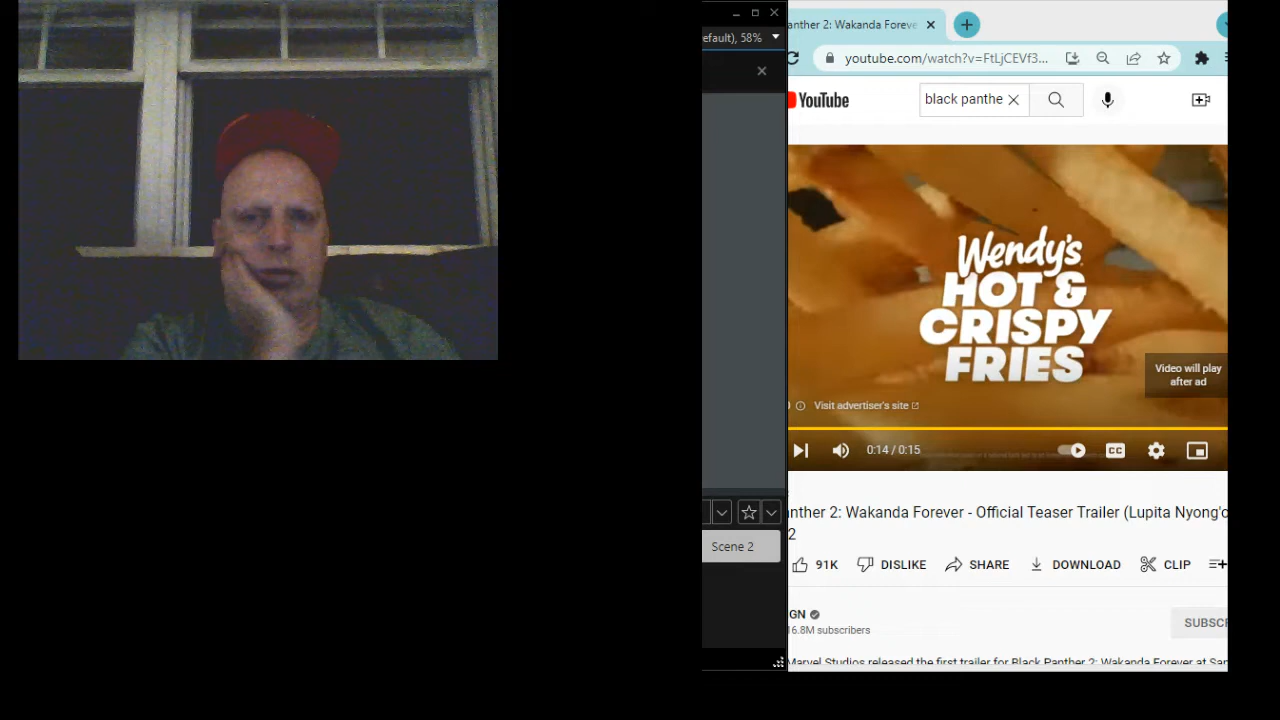 efault), 58%
anther 2: Wakanda Foreve
youtube.com/watch?v=FtLjCEVf3...
YouTube
black panthe
Wendy's
HOT &
CRISPY
FRIES
Video will play
after ad
Visit advertiser's site
0:14 / 0:15
CC
nther 2: Wakanda Forever - Official Teaser Trailer (Lupita Nyong'o
2
91K
DISLIKE
SHARE
DOWNLOAD
CLIP
Scene 2
GN
16.8M subscribers
SUBSC
Marvel Studios released the first trailer for Black Panther 2: Wakanda Forever at San